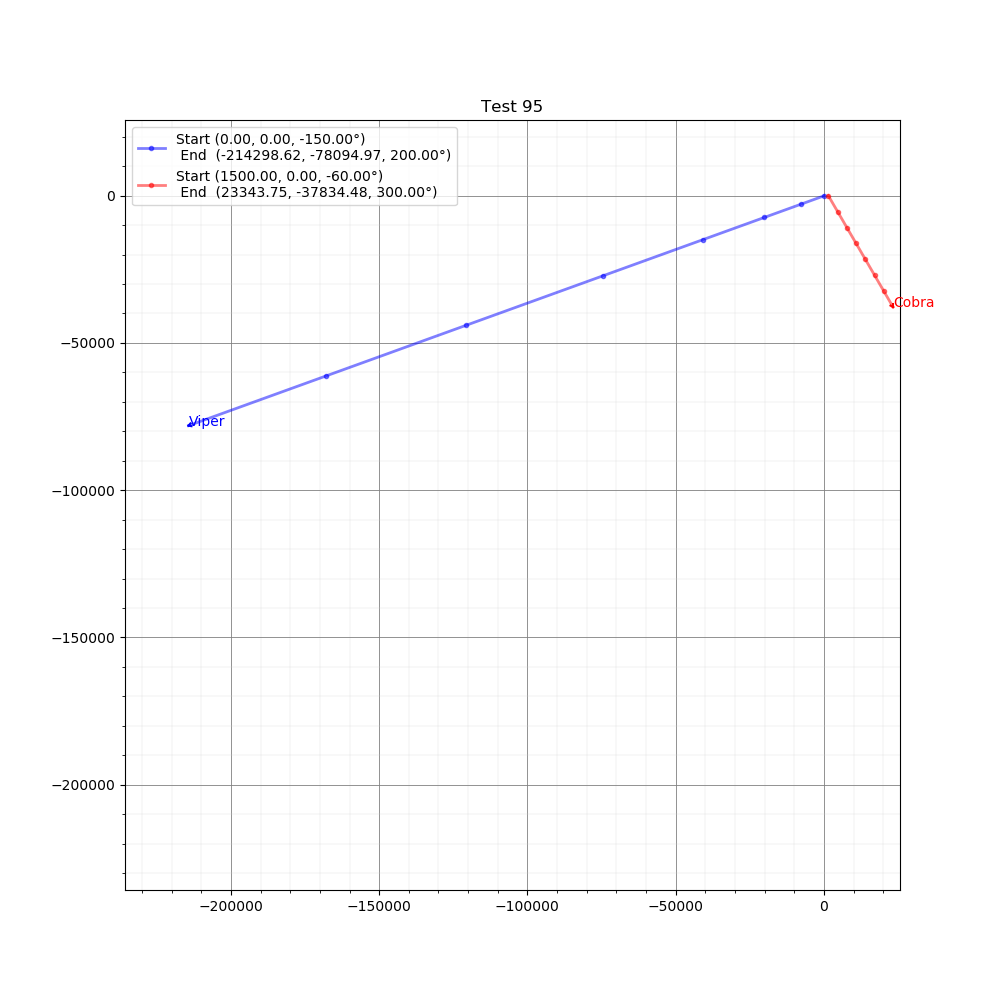 Test 95
Start (0.00, 0.00, -150.00°)
End (-214298.62, -78094.97, 200.00°)
Start (1500.00, 0.00, -60.00°)
End (23343.75, -37834.48, 300.00°)
0
−50000
−100000
−150000
−200000
Cobra
Viper
−200000
−150000
−100000
−50000
0